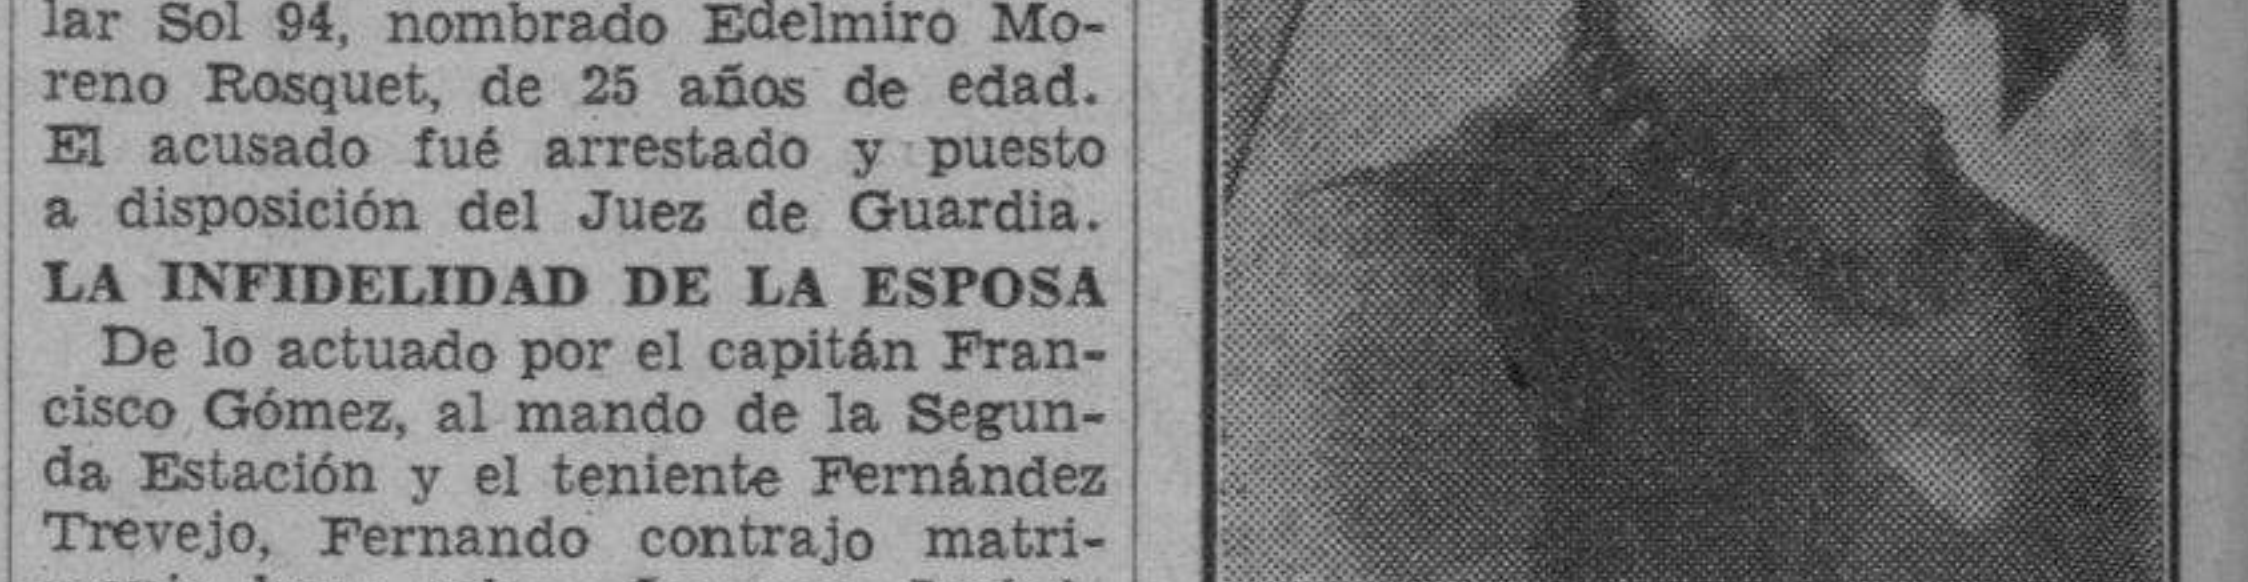 lar Sol 94, nombrado Edelmiro Mo-
reno Rosquet, de 25 años de edad.
El acusado fué arrestado y puesto
a disposición del Juez de Guardia.
LA INFIDELIDAD DE LA ESPOSA
De lo actuado por el capitán Fran-
cisco Gómez, al mando de la Segun-
da Estación y el teniente Fernández
Trevejo, Fernando contrajo matri-